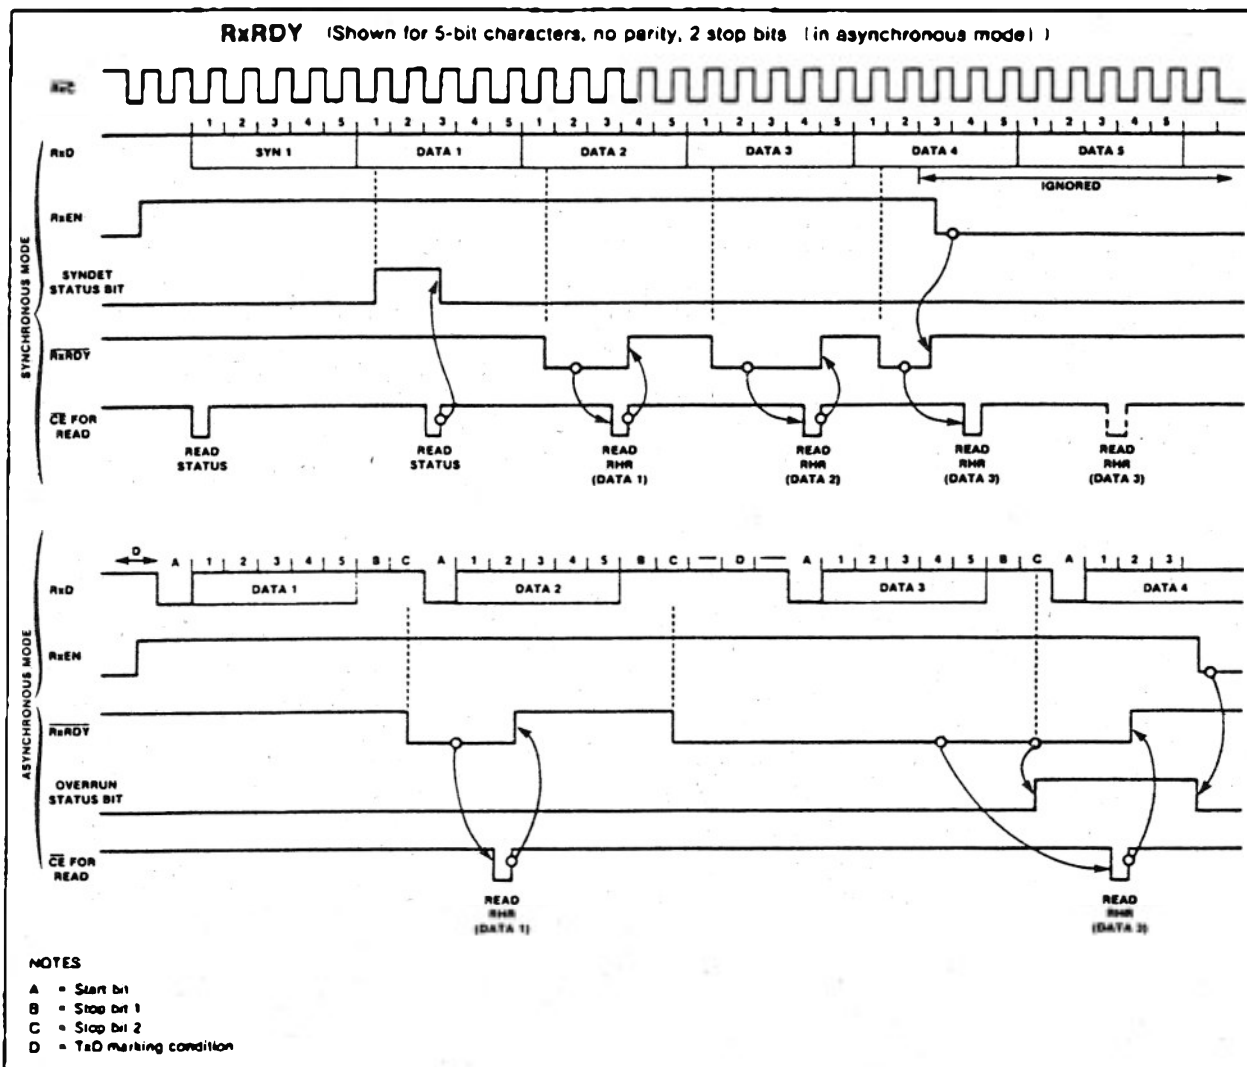 RxRDY (Shown for 5-bit characters, no parity, 2 stop bits (in asynchronous mode))
RxC
1 2 3 4 5 1 2 3 4 5 1 2 3 4 5 1 2 3 4 5 1 2 3 4 5 1 2 3 4 5
RxD SYN 1 DATA 1 DATA 2 DATA 3 DATA 4 DATA 5
IGNORED
RxEN
SYNCHRONOUS MODE
SYNDET
STATUS BIT
RxRDY
CE FOR
READ
READ
STATUS
READ
STATUS
READ
RHR
(DATA 1)
READ
RHR
(DATA 2)
READ
RHR
(DATA 3)
READ
RHR
(DATA 3)
D A 1 2 3 4 5 B C A 1 2 3 4 5 B C D A 1 2 3 4 5 B C A 1 2 3
RxD DATA 1 DATA 2 DATA 3 DATA 4
RxEN
ASYNCHRONOUS MODE
RxRDY
OVERRUN
STATUS BIT
CE FOR
READ
READ
RHR
(DATA 1)
READ
RHR
(DATA 3)
NOTES
A = Start bit
B = Stop bit 1
C = Stop bit 2
D = TxD marking condition